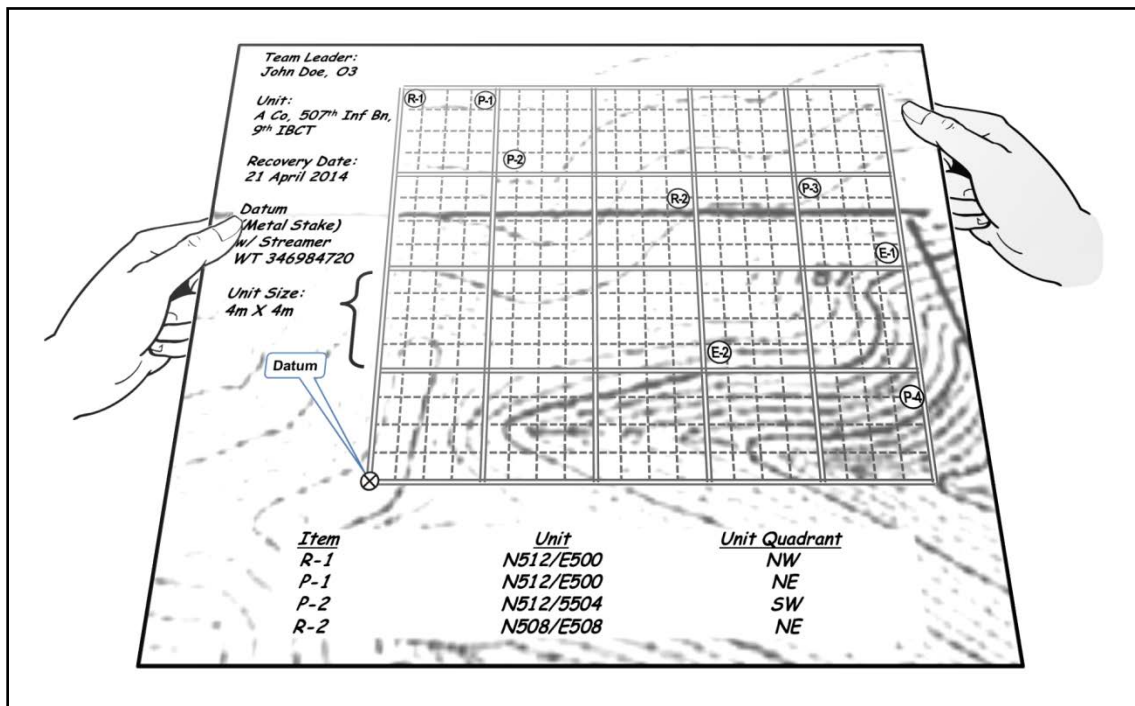 Team Leader:
John Doe, O3
Unit:
A Co, 507th Inf Bn,
9th IBCT
Recovery Date:
21 April 2014
Datum
(Metal Stake)
w/ Streamer
WT 346984720
Unit Size:
4m X 4m
Datum
R-1
P-1
P-2
R-2
P-3
E-1
E-2
P-4
Item Unit Unit Quadrant
R-1 N512/E500 NW
P-1 N512/E500 NE
P-2 N512/5504 SW
R-2 N508/E508 NE